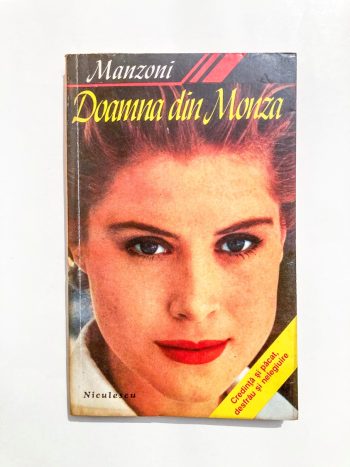 Manzoni
Doamna din Monza
Credință și păcat,
desfrâu și nelegiuire
Niculescu